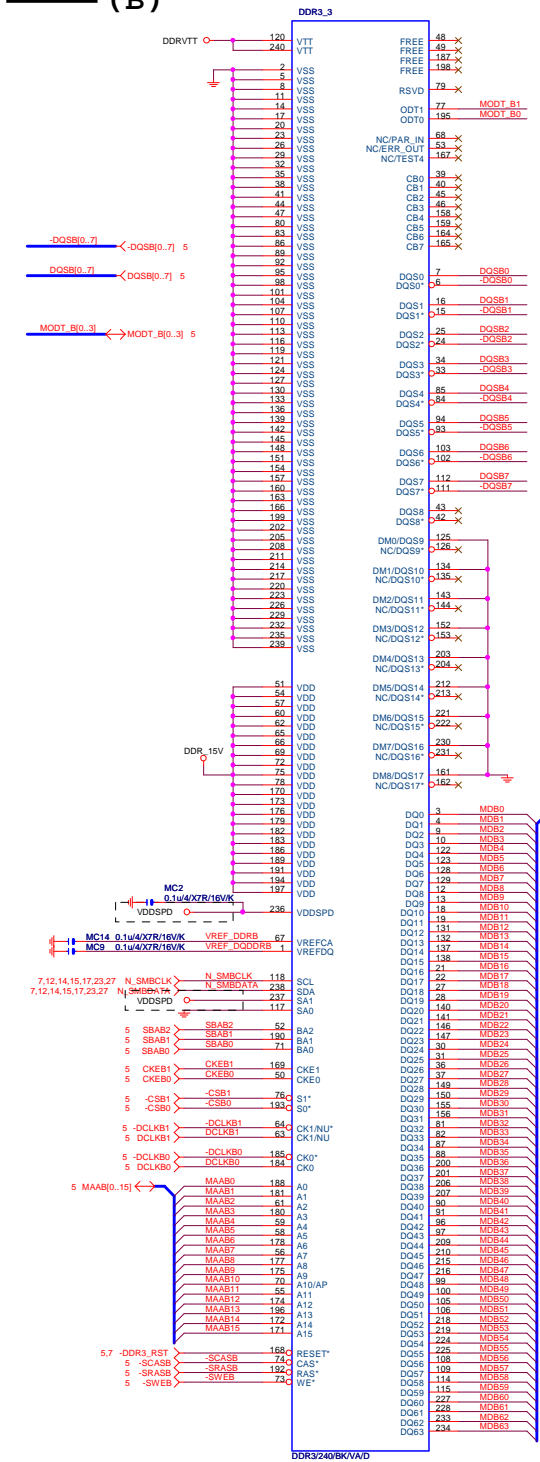 (B)
DDR3_3
DDRVTT 120 VTT
240 VTT
2 VSS
5 VSS
8 VSS
11 VSS
14 VSS
17 VSS
20 VSS
23 VSS
26 VSS
29 VSS
32 VSS
35 VSS
38 VSS
41 VSS
44 VSS
47 VSS
80 VSS
83 VSS
-DQSB[0..7] -DQSB[0..7] 5 86 VSS
89 VSS
92 VSS
DQSB[0..7] DQSB[0..7] 5 95 VSS
98 VSS
101 VSS
104 VSS
107 VSS
110 VSS
MODT_B[0..3] MODT_B[0..3] 5 113 VSS
116 VSS
119 VSS
121 VSS
124 VSS
127 VSS
130 VSS
133 VSS
136 VSS
139 VSS
142 VSS
145 VSS
148 VSS
151 VSS
154 VSS
157 VSS
160 VSS
163 VSS
166 VSS
199 VSS
202 VSS
205 VSS
208 VSS
211 VSS
214 VSS
217 VSS
220 VSS
223 VSS
226 VSS
229 VSS
232 VSS
235 VSS
239 VSS
51 VDD
54 VDD
57 VDD
60 VDD
62 VDD
65 VDD
66 VDD
DDR_15V 69 VDD
72 VDD
75 VDD
78 VDD
170 VDD
173 VDD
176 VDD
179 VDD
182 VDD
183 VDD
186 VDD
189 VDD
191 VDD
194 VDD
197 VDD
MC2
0.1u/4/X7R/16V/K
VDDSPD 236 VDDSPD
MC14 0.1u/4/X7R/16V/K VREF_DDRB 67 VREFCA
MC9 0.1u/4/X7R/16V/K VREF_DQDDRB 1 VREFDQ
7,12,14,15,17,23,27 N_SMBCLK N_SMBCLK 118 SCL
7,12,14,15,17,23,27 N_SMBDATA N_SMBDATA 238 SDA
VDDSPD 237 SA1
117 SA0
5 SBAB2 SBAB2 52 BA2
5 SBAB1 SBAB1 190 BA1
5 SBAB0 SBAB0 71 BA0
5 CKEB1 CKEB1 169 CKE1
5 CKEB0 CKEB0 50 CKE0
5 -CSB1 -CSB1 76 S1*
5 -CSB0 -CSB0 193 S0*
5 -DCLKB1 -DCLKB1 64 CK1/NU*
5 DCLKB1 DCLKB1 63 CK1/NU
5 -DCLKB0 -DCLKB0 185 CK0*
5 DCLKB0 DCLKB0 184 CK0
5 MAAB[0..15] MAAB0 188 A0
MAAB1 181 A1
MAAB2 61 A2
MAAB3 180 A3
MAAB4 59 A4
MAAB5 58 A5
MAAB6 178 A6
MAAB7 56 A7
MAAB8 177 A8
MAAB9 175 A9
MAAB10 70 A10/AP
MAAB11 55 A11
MAAB12 174 A12
MAAB13 196 A13
MAAB14 172 A14
MAAB15 171 A15
5,7 -DDR3_RST 168 RESET*
5 -SCASB -SCASB 74 CAS*
5 -SRASB -SRASB 192 RAS*
5 -SWEB -SWEB 73 WE*
FREE 48
FREE 49
FREE 187
FREE 198
RSVD 79
ODT1 77 MODT_B1
ODT0 195 MODT_B0
NC/PAR_IN 68
NC/ERR_OUT 53
NC/TEST4 167
CB0 39
CB1 40
CB2 45
CB3 46
CB4 158
CB5 159
CB6 164
CB7 165
DQS0 7 DQSB0
DQS0* 6 -DQSB0
DQS1 16 DQSB1
DQS1* 15 -DQSB1
DQS2 25 DQSB2
DQS2* 24 -DQSB2
DQS3 34 DQSB3
DQS3* 33 -DQSB3
DQS4 85 DQSB4
DQS4* 84 -DQSB4
DQS5 94 DQSB5
DQS5* 93 -DQSB5
DQS6 103 DQSB6
DQS6* 102 -DQSB6
DQS7 112 DQSB7
DQS7* 111 -DQSB7
DQS8 43
DQS8* 42
DM0/DQS9 125
NC/DQS9* 126
DM1/DQS10 134
NC/DQS10* 135
DM2/DQS11 143
NC/DQS11* 144
DM3/DQS12 152
NC/DQS12* 153
DM4/DQS13 203
NC/DQS13* 204
DM5/DQS14 212
NC/DQS14* 213
DM6/DQS15 221
NC/DQS15* 222
DM7/DQS16 230
NC/DQS16* 231
DM8/DQS17 161
NC/DQS17* 162
DQ0 3 MDB0
DQ1 4 MDB1
DQ2 9 MDB2
DQ3 10 MDB3
DQ4 122 MDB4
DQ5 123 MDB5
DQ6 128 MDB6
DQ7 129 MDB7
DQ8 12 MDB8
DQ9 13 MDB9
DQ10 18 MDB10
DQ11 19 MDB11
DQ12 131 MDB12
DQ13 132 MDB13
DQ14 137 MDB14
DQ15 138 MDB15
DQ16 21 MDB16
DQ17 22 MDB17
DQ18 27 MDB18
DQ19 28 MDB19
DQ20 140 MDB20
DQ21 141 MDB21
DQ22 146 MDB22
DQ23 147 MDB23
DQ24 30 MDB24
DQ25 31 MDB25
DQ26 36 MDB26
DQ27 37 MDB27
DQ28 149 MDB28
DQ29 150 MDB29
DQ30 155 MDB30
DQ31 156 MDB31
DQ32 81 MDB32
DQ33 82 MDB33
DQ34 87 MDB34
DQ35 88 MDB35
DQ36 200 MDB36
DQ37 201 MDB37
DQ38 206 MDB38
DQ39 207 MDB39
DQ40 90 MDB40
DQ41 91 MDB41
DQ42 96 MDB42
DQ43 97 MDB43
DQ44 209 MDB44
DQ45 210 MDB45
DQ46 215 MDB46
DQ47 216 MDB47
DQ48 99 MDB48
DQ49 100 MDB49
DQ50 105 MDB50
DQ51 106 MDB51
DQ52 218 MDB52
DQ53 219 MDB53
DQ54 224 MDB54
DQ55 225 MDB55
DQ56 108 MDB56
DQ57 109 MDB57
DQ58 114 MDB58
DQ59 115 MDB59
DQ60 227 MDB60
DQ61 228 MDB61
DQ62 233 MDB62
DQ63 234 MDB63
DDR3/240/BK/VA/D